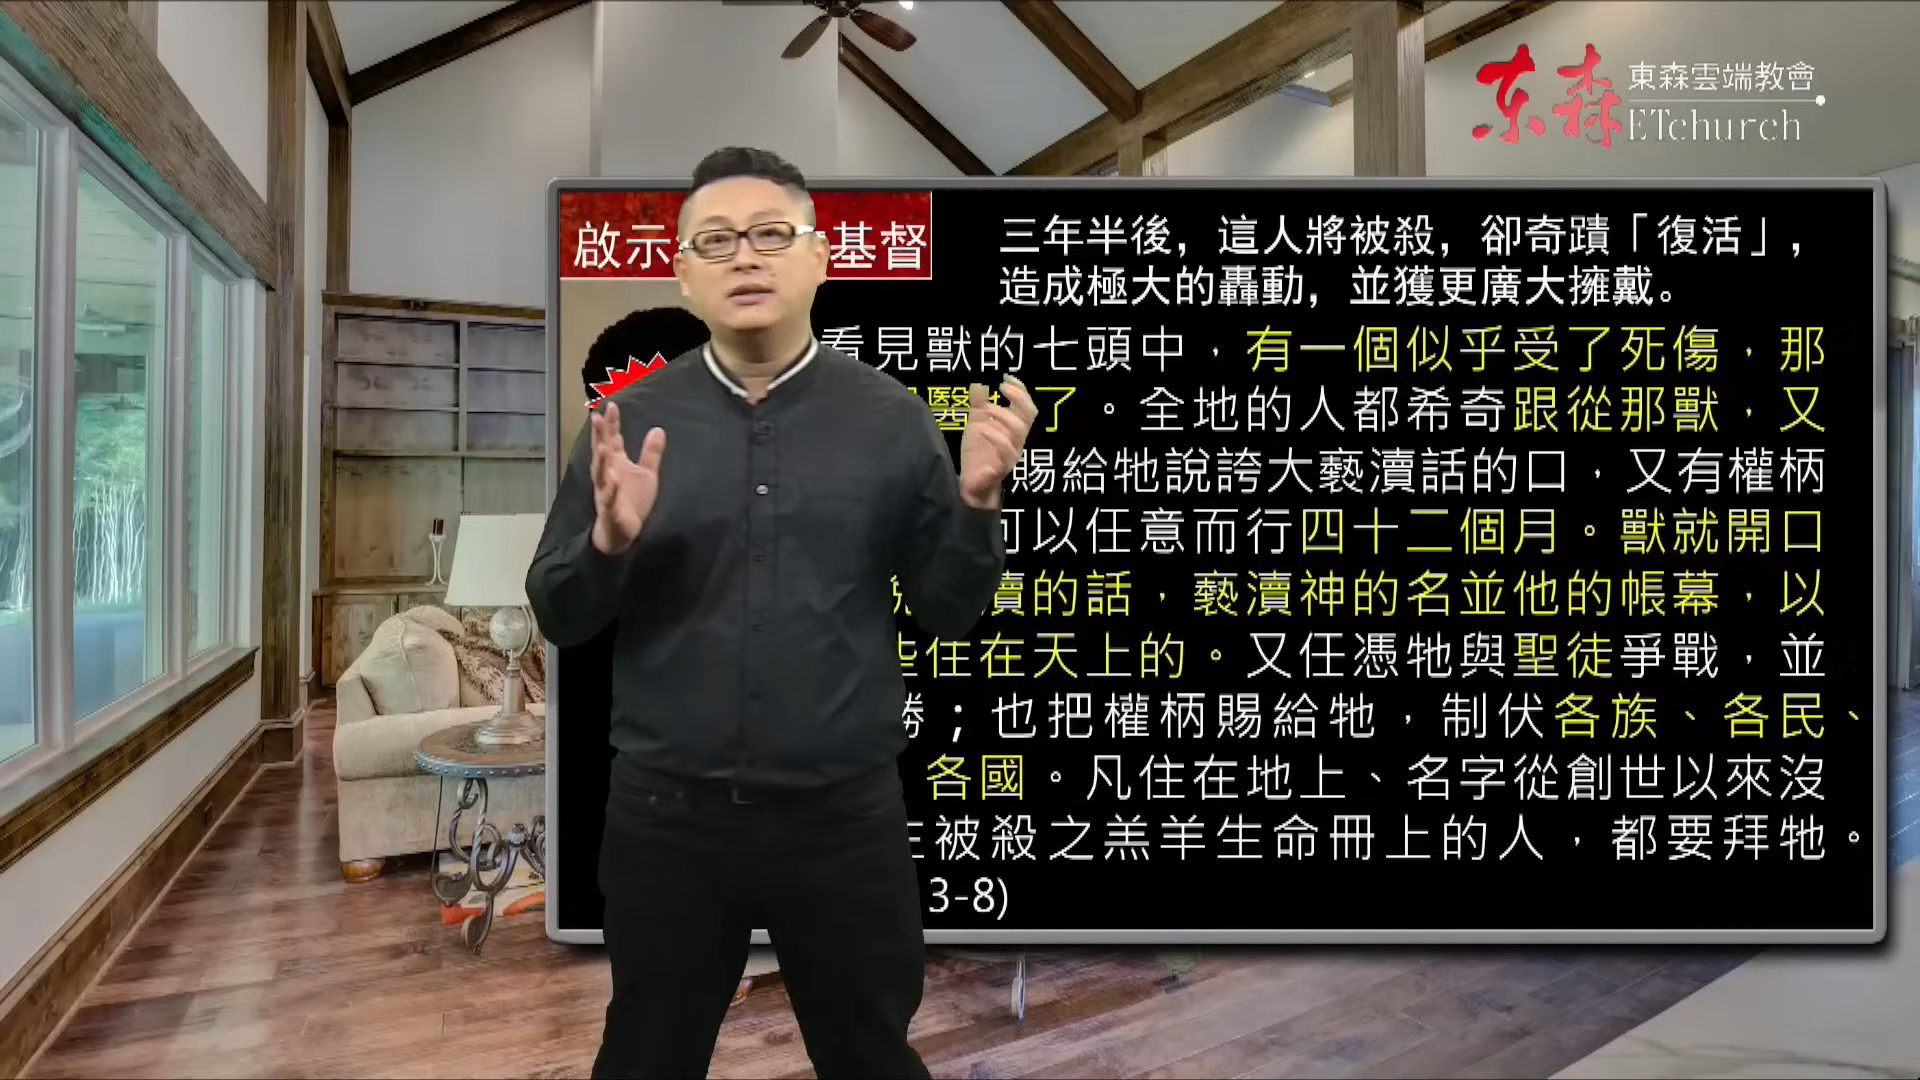 东森
東森雲端教會
ETchurch
啟示 基督
三年半後，這人將被殺，卻奇蹟「復活」，
造成極大的轟動，並獲更廣大擁戴。
看見獸的七頭中，有一個似乎受了死傷，那
醫 了。全地的人都希奇跟從那獸，又
賜給牠說誇大褻瀆話的口，又有權柄
可以任意而行四十二個月。獸就開口
說 瀆的話，褻瀆神的名並他的帳幕，以
些住在天上的。又任憑牠與聖徒爭戰，並
勝；也把權柄賜給牠，制伏各族、各民、
各國。凡住在地上、名字從創世以來沒
在被殺之羔羊生命冊上的人，都要拜牠。
3-8)